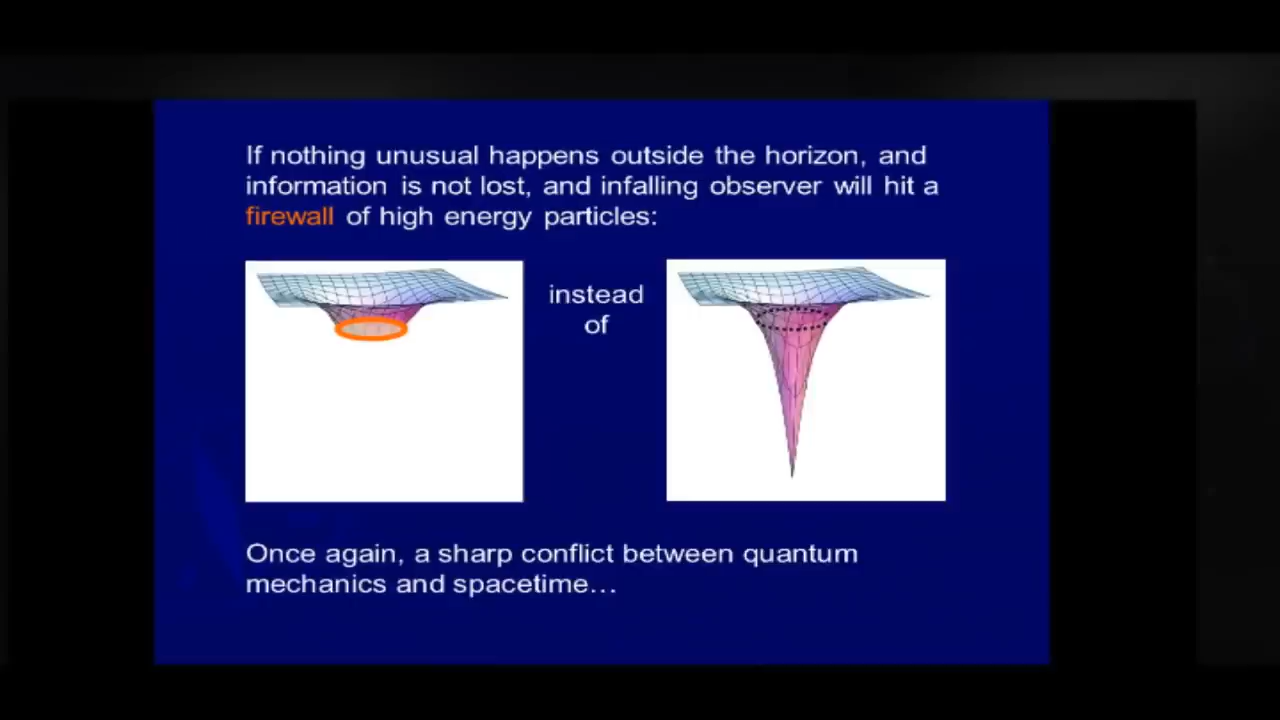 If nothing unusual happens outside the horizon, and
information is not lost, and infalling observer will hit a
firewall of high energy particles:
instead
of
Once again, a sharp conflict between quantum
mechanics and spacetime…